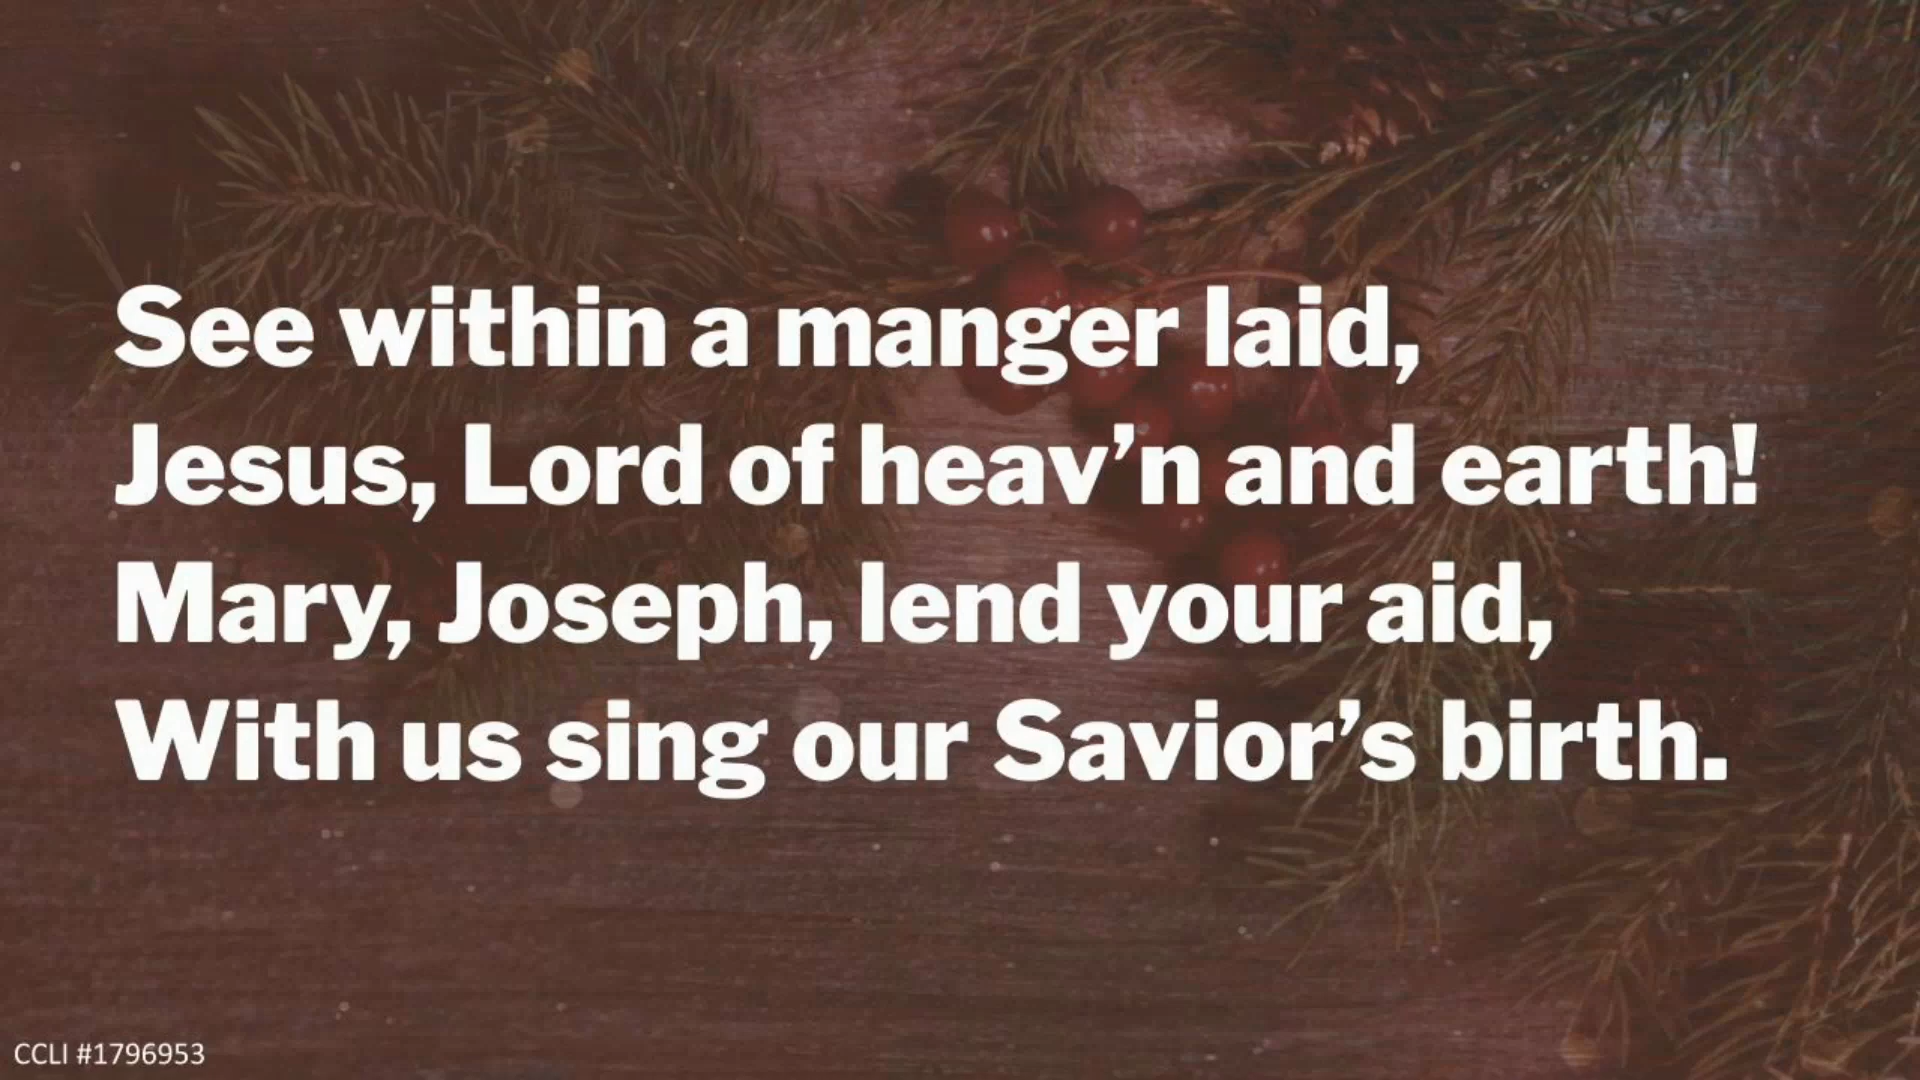 See within a manger laid,
Jesus, Lord of heav’n and earth!
Mary, Joseph, lend your aid,
With us sing our Savior’s birth.
CCLI #1796953